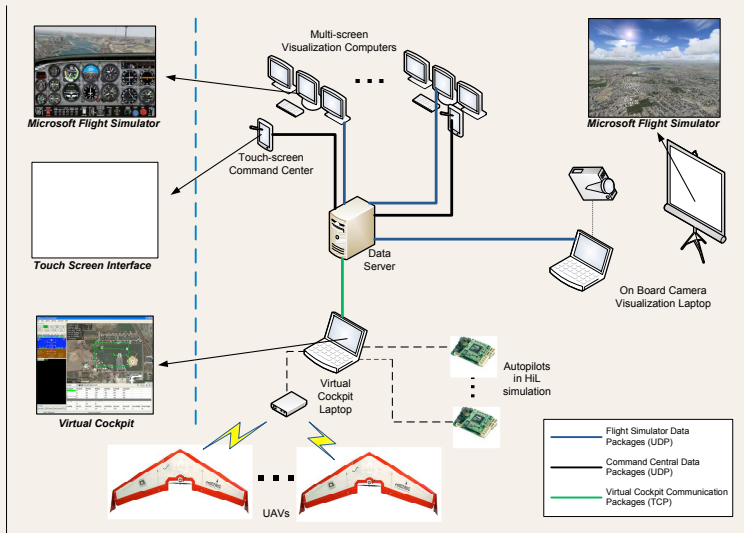 Multi-screen
Visualization Computers
Microsoft Flight Simulator
Microsoft Flight Simulator
Touch-screen
Command Center
Touch Screen Interface
Data
Server
On Board Camera
Visualization Laptop
Virtual
Cockpit
Laptop
Autopilots
in HiL
simulation
Virtual Cockpit
UAVs
Flight Simulator Data
Packages (UDP)
Command Central Data
Packages (UDP)
Virtual Cockpit Communication
Packages (TCP)